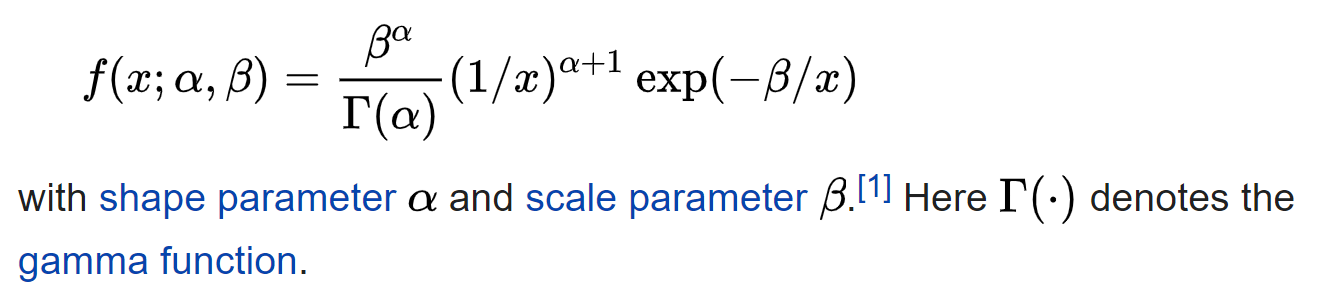 f(x; α, β) = β^α / Γ(α) (1/x)^{α+1} exp(−β/x)
with shape parameter α and scale parameter β.[1] Here Γ(·) denotes the
gamma function.